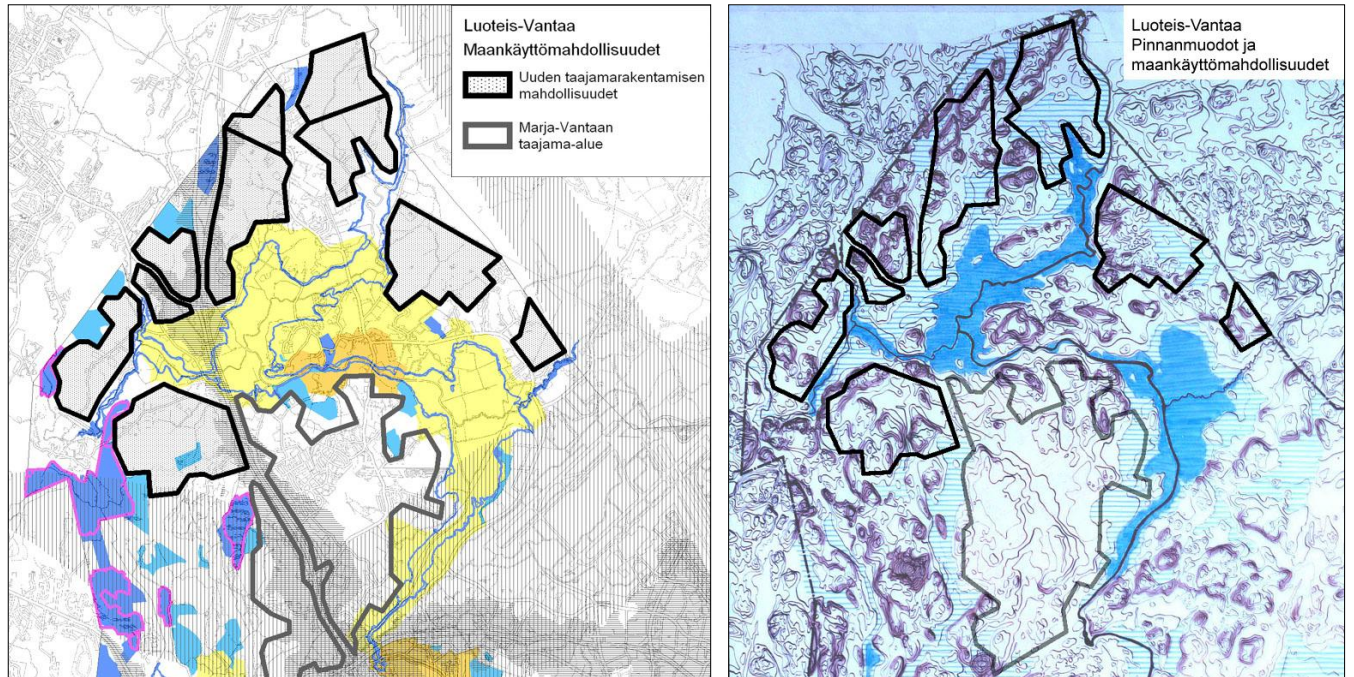 Luoteis-Vantaa
Maankäyttömahdollisuudet
Uuden taajamarakentamisen
mahdollisuudet
Marja-Vantaan
taajama-alue
Luoteis-Vantaa
Pinnanmuodot ja
maankäyttömahdollisuudet